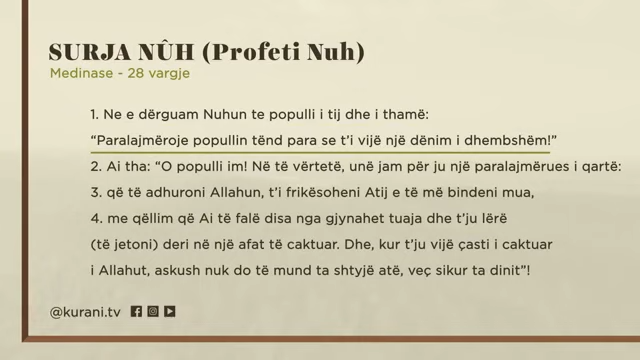 SURJA NÛH (Profeti Nuh)
Medinase - 28 vargje
1. Ne e dërguam Nuhun te populli i tij dhe i thamë:
“Paralajmëroje popullin tënd para se t’i vijë një dënim i dhembshëm!”
2. Ai tha: “O populli im! Në të vërtetë, unë jam për ju një paralajmërues i qartë:
3. që të adhuroni Allahun, t’i frikësoheni Atij e të më bindeni mua,
4. me qëllim që Ai të falë disa nga gjynahet tuaja dhe t’ju lërë
(të jetoni) deri në një afat të caktuar. Dhe, kur t’ju vijë çasti i caktuar
i Allahut, askush nuk do të mund ta shtyjë atë, veç sikur ta dinit”!
@kurani.tv